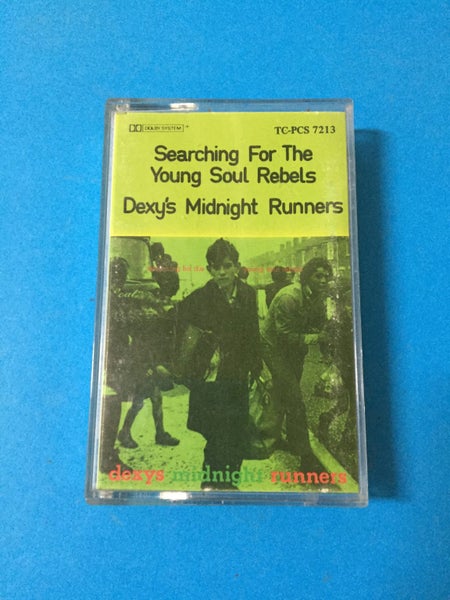 DOLBY SYSTEM
TC-PCS 7213
Searching For The
Young Soul Rebels
Dexy's Midnight Runners
dexys midnight runners